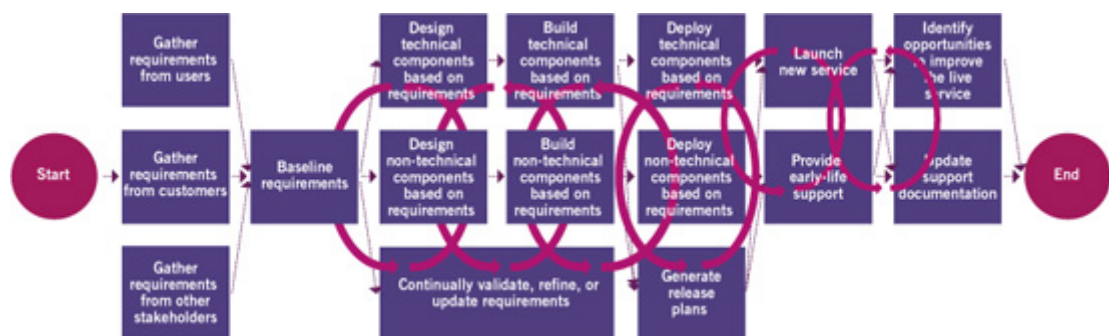 Start
Gather
requirements
from users
Gather
requirements
from customers
Gather
requirements
from other
stakeholders
Baseline
requirements
Design
technical
components
based on
requirements
Design
non-technical
components
based on
requirements
Build
technical
components
based on
requirements
Build
non-technical
components
based on
requirements
Continually validate, refine, or
update requirements
Deploy
technical
components
based on
requirements
Deploy
non-technical
components
based on
requirements
Generate
release
plans
Launch
new service
Provide
early-life
support
Identify
opportunities
to improve
the live
service
Update
support
documentation
End